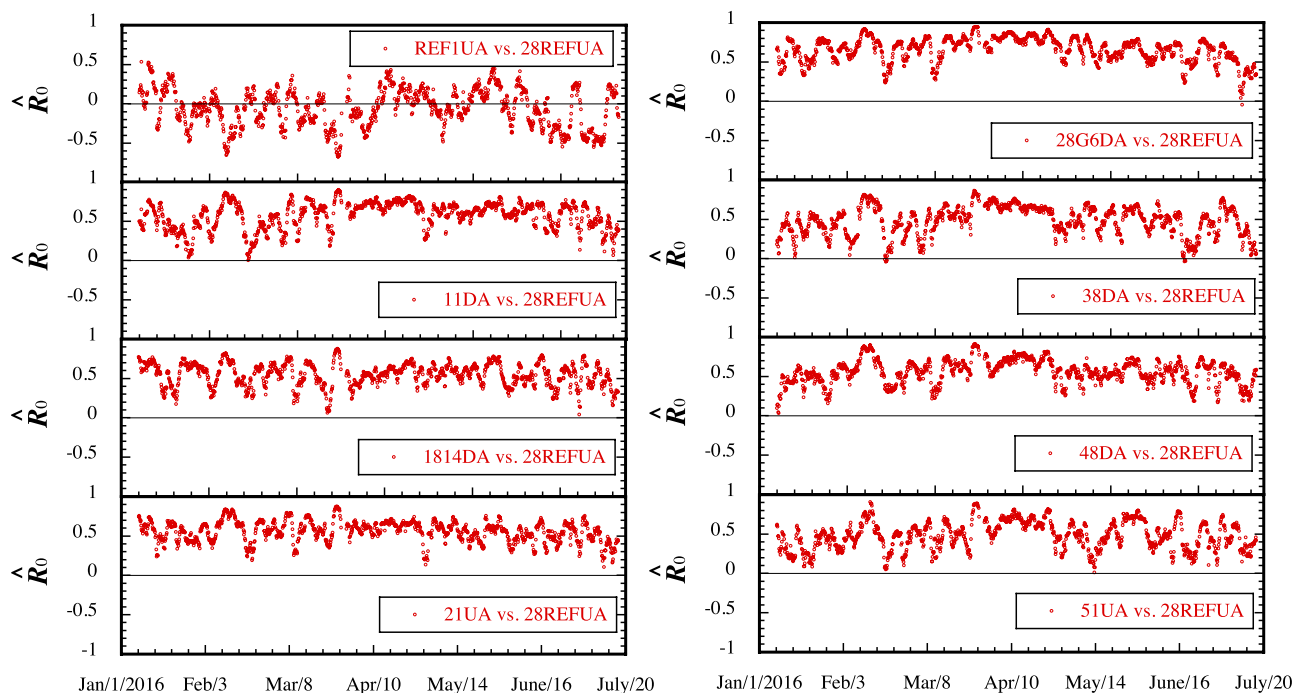 1
0.5
0
-0.5
R̂0
REF1UA vs. 28REFUA
1
0.5
0
-0.5
R̂0
11DA vs. 28REFUA
1
0.5
0
-0.5
R̂0
1814DA vs. 28REFUA
1
0.5
0
-0.5
-1
R̂0
21UA vs. 28REFUA
Jan/1/2016 Feb/3 Mar/8 Apr/10 May/14 June/16 July/20
1
0.5
0
-0.5
R̂0
28G6DA vs. 28REFUA
1
0.5
0
-0.5
R̂0
38DA vs. 28REFUA
1
0.5
0
-0.5
R̂0
48DA vs. 28REFUA
1
0.5
0
-0.5
-1
R̂0
51UA vs. 28REFUA
Jan/1/2016 Feb/3 Mar/8 Apr/10 May/14 June/16 July/20